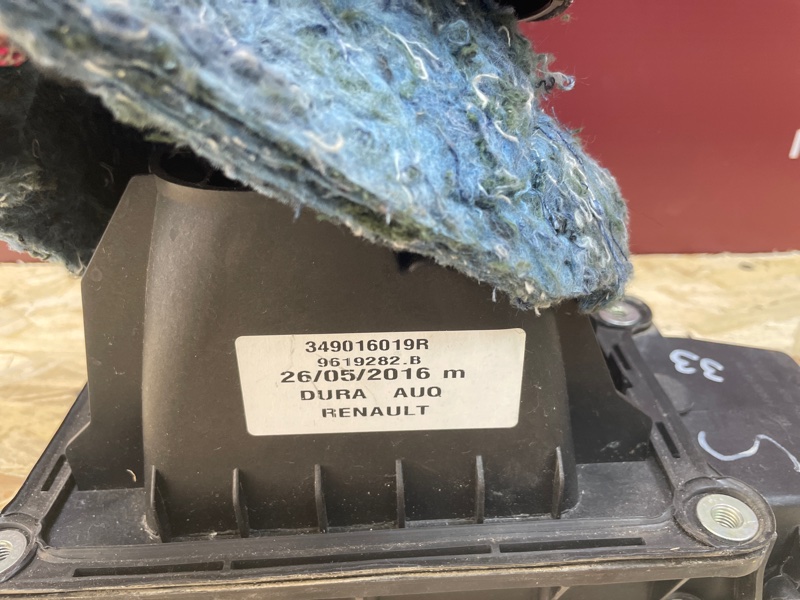 349016019R
9619282.B
26/05/2016 m
DURA AUQ
RENAULT
33